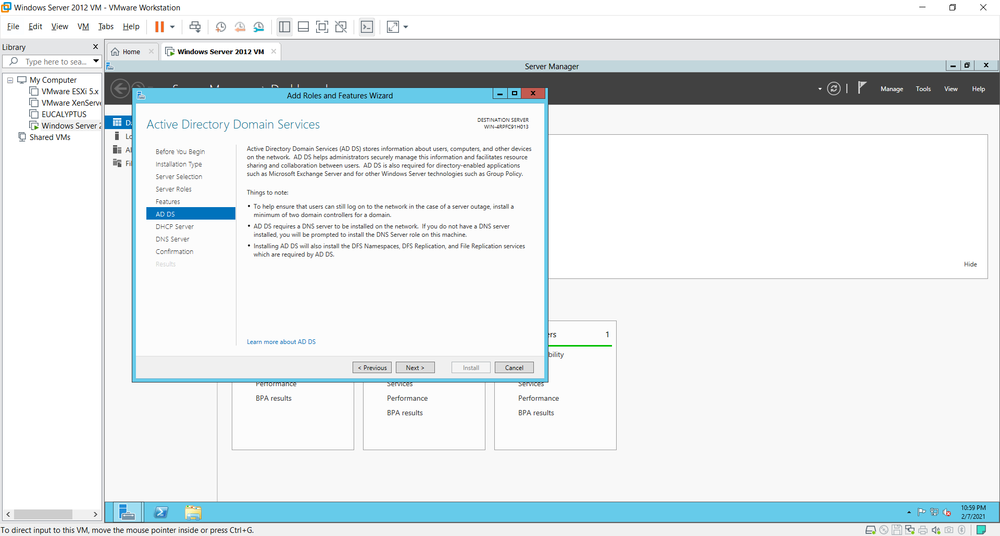 Windows Server 2012 VM - VMware Workstation
File Edit View VM Tabs Help
Library
Type here to sea...
My Computer
VMware ESXi 5.x
VMware XenServe
EUCALYPTUS
Windows Server 2
Shared VMs
Home
Windows Server 2012 VM
Server Manager
Manage Tools View Help
Add Roles and Features Wizard
Active Directory Domain Services
DESTINATION SERVER
WIN-4RPFC91H013
Before You Begin
Installation Type
Server Selection
Server Roles
Features
AD DS
DHCP Server
DNS Server
Confirmation
Results
Active Directory Domain Services (AD DS) stores information about users, computers, and other devices
on the network.  AD DS helps administrators securely manage this information and facilitates resource
sharing and collaboration between users.  AD DS is also required for directory-enabled applications
such as Microsoft Exchange Server and for other Windows Server technologies such as Group Policy.
Things to note:
• To help ensure that users can still log on to the network in the case of a server outage, install a
minimum of two domain controllers for a domain.
• AD DS requires a DNS server to be installed on the network.  If you do not have a DNS server
installed, you will be prompted to install the DNS Server role on this machine.
• Installing AD DS will also install the DFS Namespaces, DFS Replication, and File Replication services
which are required by AD DS.
Learn more about AD DS
< Previous Next > Install Cancel
Hide
ers 1
bility
Performance
BPA results
Services
Performance
BPA results
Services
Performance
BPA results
10:59 PM
2/7/2021
To direct input to this VM, move the mouse pointer inside or press Ctrl+G.